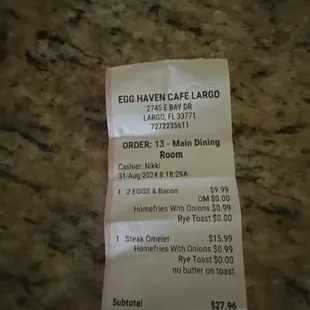 EGG HAVEN CAFE LARGO
2745 E BAY DR
LARGO, FL 33771
7272235611
ORDER: 13 - Main Dining
Room
Cashier: Nikki
31-Aug-2024 8:18:29A
1 2 EGGS & Bacon $9.99
OM $0.00
Homefries With Onions $0.99
Rye Toast $0.00
1 Steak Omelet $15.99
Homefries With Onions $0.99
Rye Toast $0.00
no butter on toast
Subtotal $27.96